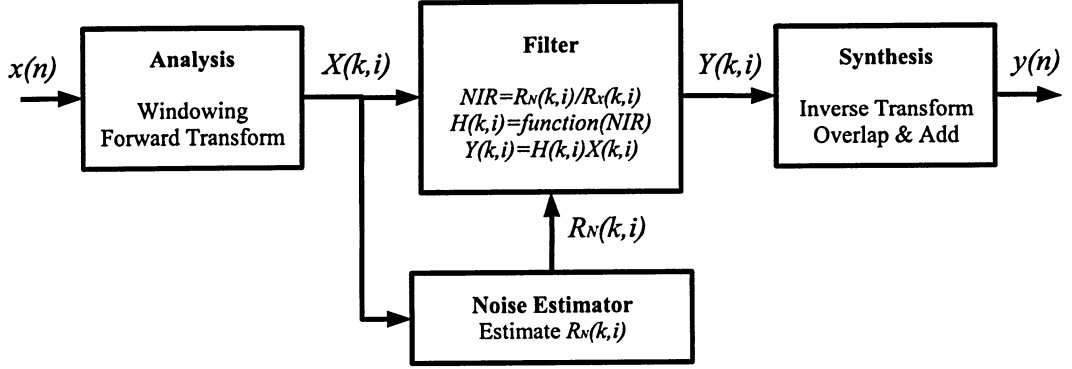 x(n)
Analysis
Windowing
Forward Transform
X(k,i)
Filter
NIR=RN(k,i)/RX(k,i)
H(k,i)=function(NIR)
Y(k,i)=H(k,i)X(k,i)
Y(k,i)
Synthesis
Inverse Transform
Overlap & Add
y(n)
RN(k,i)
Noise Estimator
Estimate RN(k,i)